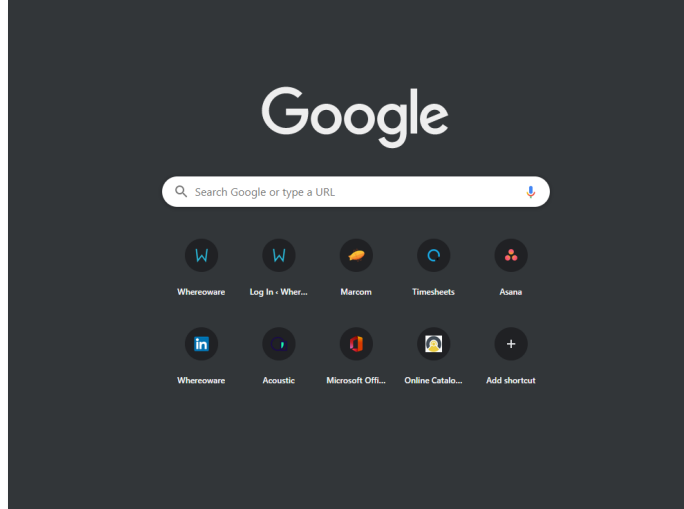 Google
Search Google or type a URL
Whereoware
Log In ‹ Wher...
Marcom
Timesheets
Asana
in
Whereoware
Acoustic
Microsoft Offi...
Online Catalo...
Add shortcut